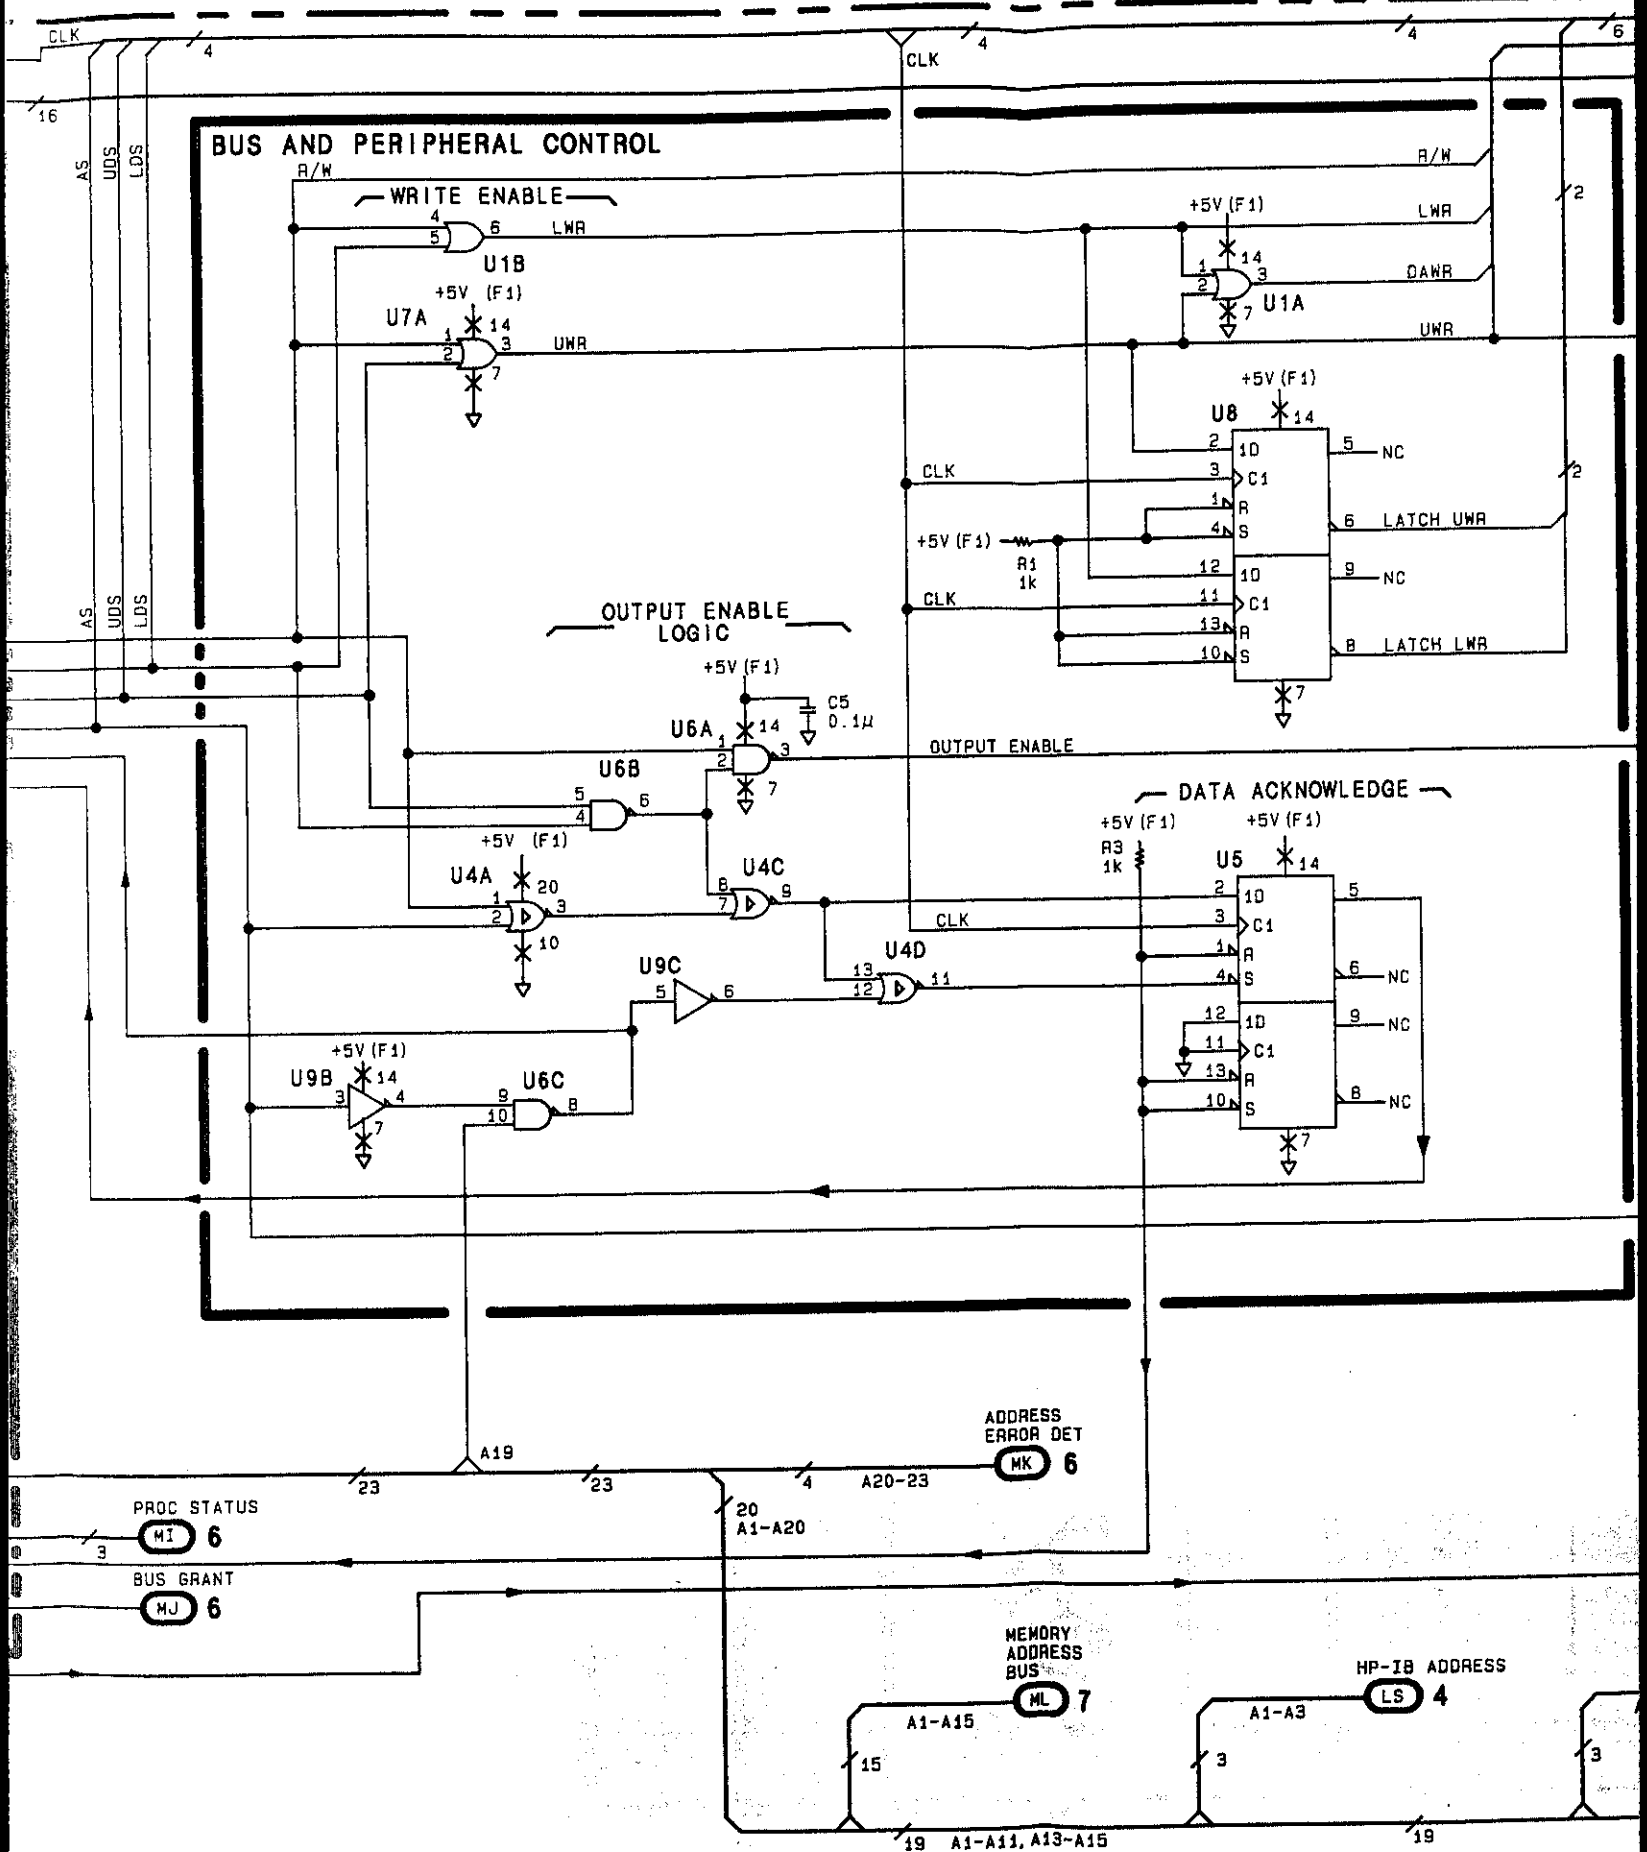 CLK
4
4
4
6
CLK
16
BUS AND PERIPHERAL CONTROL
AS
UDS
LDS
R/W
R/W
WRITE ENABLE
2
4
5
6
LWR
+5V (F1)
LWR
U1B
14
1
2
3
DAWR
U1A
7
+5V (F1)
U7A
14
1
2
3
UWR
UWR
7
+5V (F1)
U8
14
2
1D
5
NC
CLK
3
C1
2
1
R
4
S
6
LATCH UWR
+5V (F1)
R1
1k
12
1D
9
NC
CLK
11
C1
13
R
10
S
8
LATCH LWR
7
AS
UDS
LDS
OUTPUT ENABLE
LOGIC
+5V (F1)
C5
0.1µ
U6A
14
1
2
3
OUTPUT ENABLE
7
U6B
5
4
6
DATA ACKNOWLEDGE
+5V (F1)
+5V (F1)
R3
1k
U5
14
+5V (F1)
U4A
20
1
2
3
10
U4C
8
7
9
2
1D
5
CLK
3
C1
1
R
4
S
6
NC
U4D
13
12
11
U9C
5
6
12
1D
9
NC
11
C1
13
R
10
S
8
NC
7
+5V (F1)
U9B
14
3
4
7
U6C
9
10
8
A19
23
23
4
A20-23
ADDRESS
ERROR DET
MK 6
20
A1-A20
PROC STATUS
MI 6
3
BUS GRANT
MJ 6
MEMORY
ADDRESS
BUS
ML 7
A1-A15
15
HP-IB ADDRESS
LS 4
A1-A3
3
3
19
A1-A11, A13-A15
19